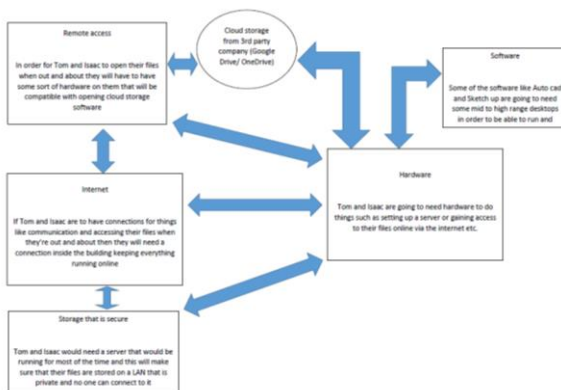 Remote access
In order for Tom and Isaac to open their files
when out and about they will have to have
some sort of hardware on them that will be
compatible with opening cloud storage
software
Cloud storage
from 3rd party
company (Google
Drive/ OneDrive)
Software
Some of the software like Auto cad
and Sketch up are going to need
some mid to high range desktops
in order to be able to run and
Internet
If Tom and Isaac are to have connections for things
like communication and accessing their files when
they're out and about then they will need a
connection inside the building keeping everything
running online
Hardware
Tom and Isaac are going to need hardware to do
things such as setting up a server or gaining access
to their files online via the internet etc.
Storage that is secure
Tom and Isaac would need a server that would be
running for most of the time and this will make
sure that their files are stored on a LAN that is
private and no one can connect to it